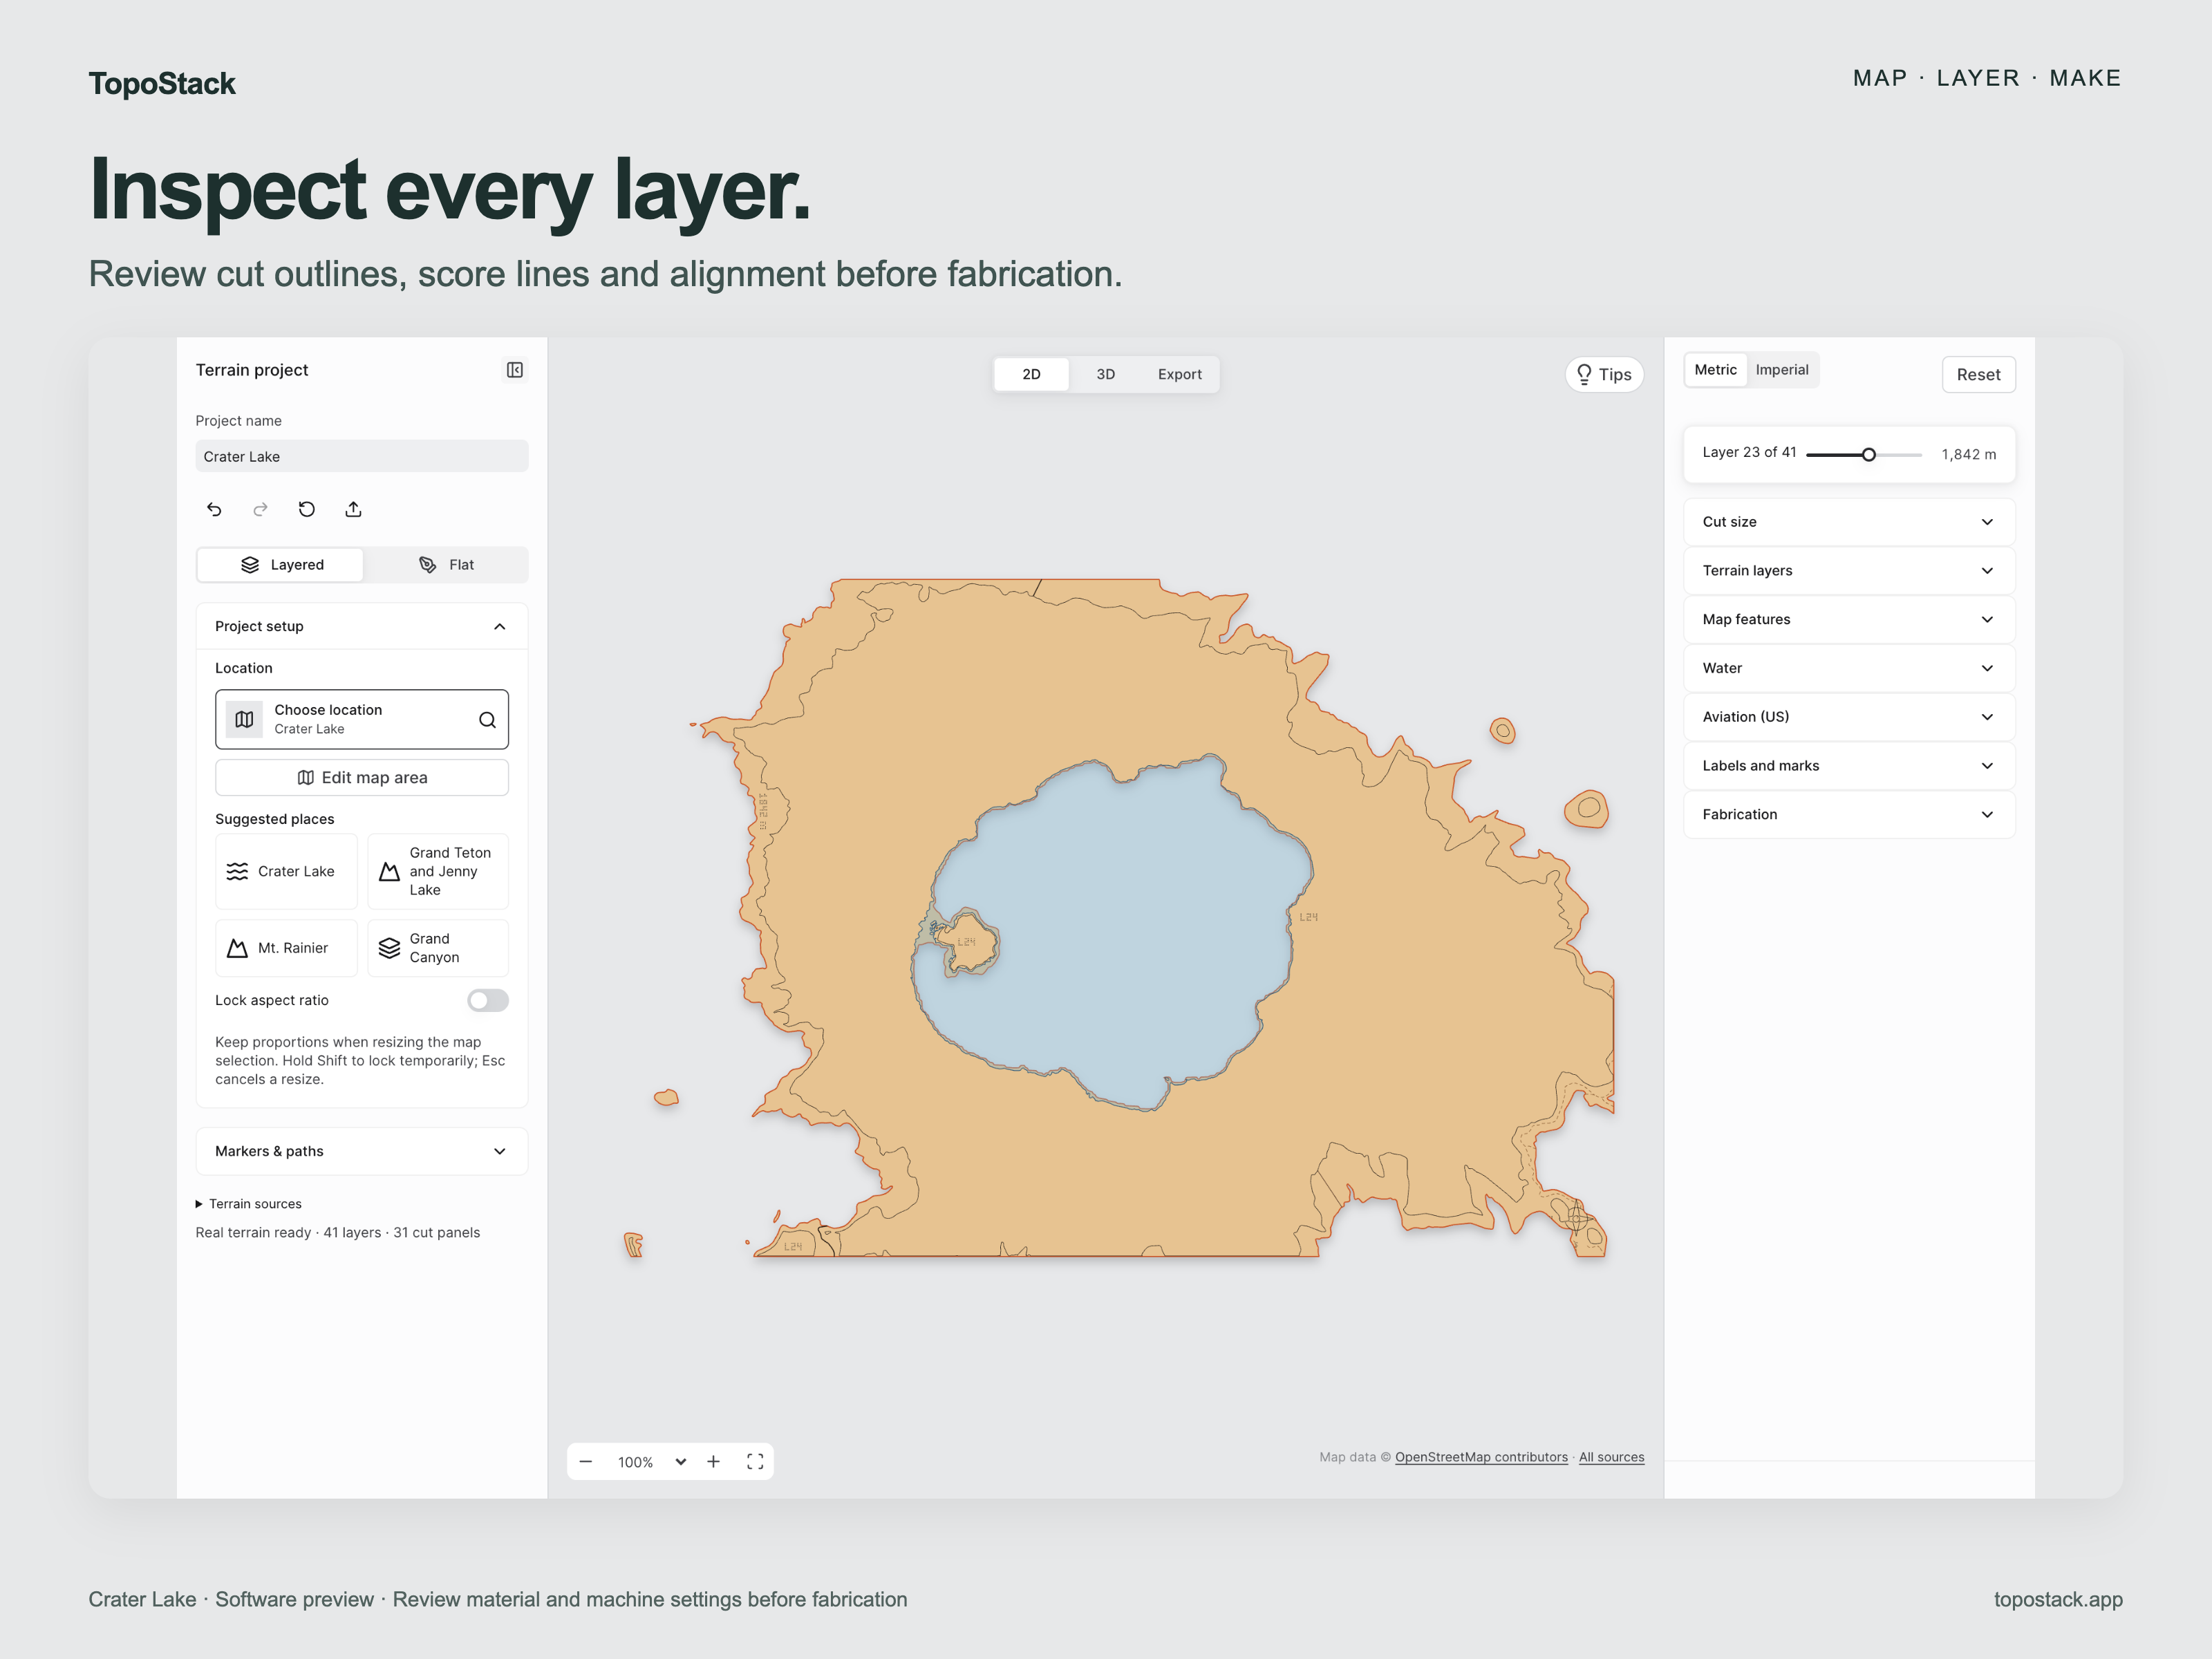 TopoStack
MAP · LAYER · MAKE
Inspect every layer.
Review cut outlines, score lines and alignment before fabrication.
Terrain project
Project name
Crater Lake
Layered
Flat
Project setup
Location
Choose location
Crater Lake
Edit map area
Suggested places
Crater Lake
Grand Teton
and Jenny
Lake
Mt. Rainier
Grand
Canyon
Lock aspect ratio
Keep proportions when resizing the map
selection. Hold Shift to lock temporarily; Esc
cancels a resize.
Markers & paths
Terrain sources
Real terrain ready · 41 layers · 31 cut panels
2D
3D
Export
Tips
1842 m
L24
L24
L24
100%
Map data © OpenStreetMap contributors · All sources
Metric
Imperial
Reset
Layer 23 of 41
1,842 m
Cut size
Terrain layers
Map features
Water
Aviation (US)
Labels and marks
Fabrication
Crater Lake · Software preview · Review material and machine settings before fabrication
topostack.app